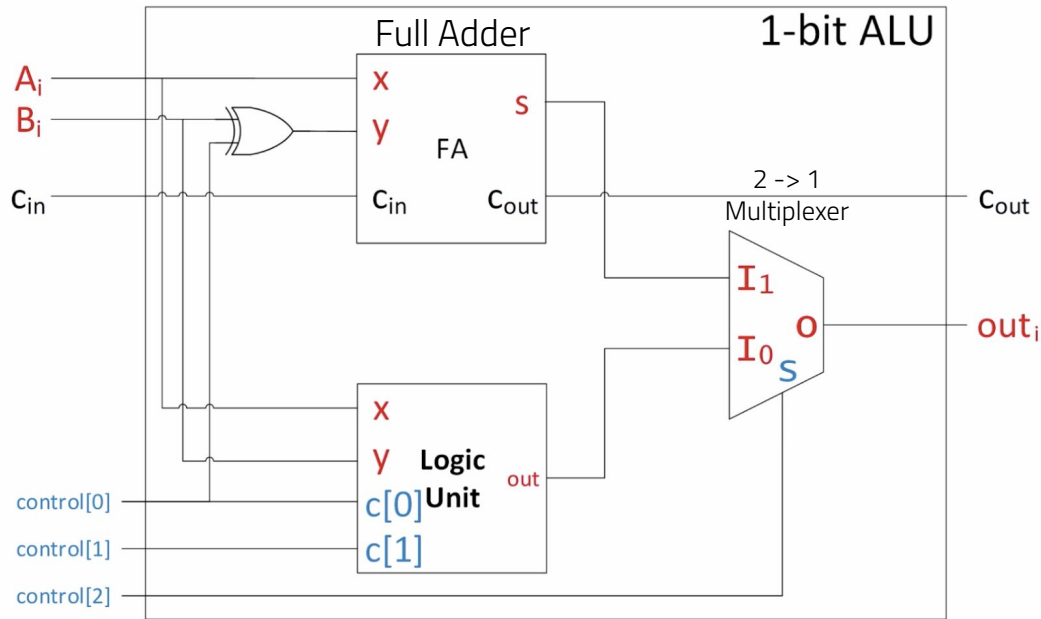 Full Adder
1-bit ALU
Aᵢ
x
s
Bᵢ
y
FA
2 -> 1
Multiplexer
cᵢₙ
cᵢₙ
cₒᵤₜ
cₒᵤₜ
I₁
O
outᵢ
I₀
S
x
y
Logic
Unit
out
control[0]
c[0]
control[1]
c[1]
control[2]